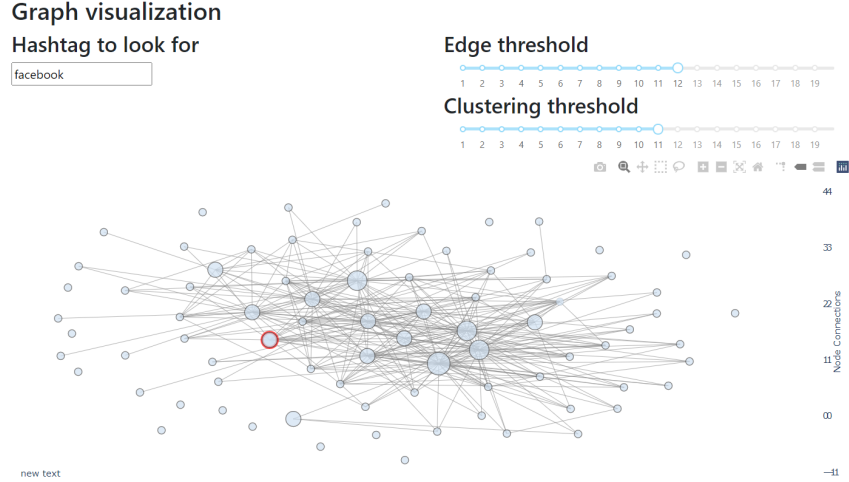 Graph visualization
Hashtag to look for
facebook
Edge threshold
1 2 3 4 5 6 7 8 9 10 11 12 13 14 15 16 17 18 19
Clustering threshold
1 2 3 4 5 6 7 8 9 10 11 12 13 14 15 16 17 18 19
44
33
22
11
00
Node Connections
new text